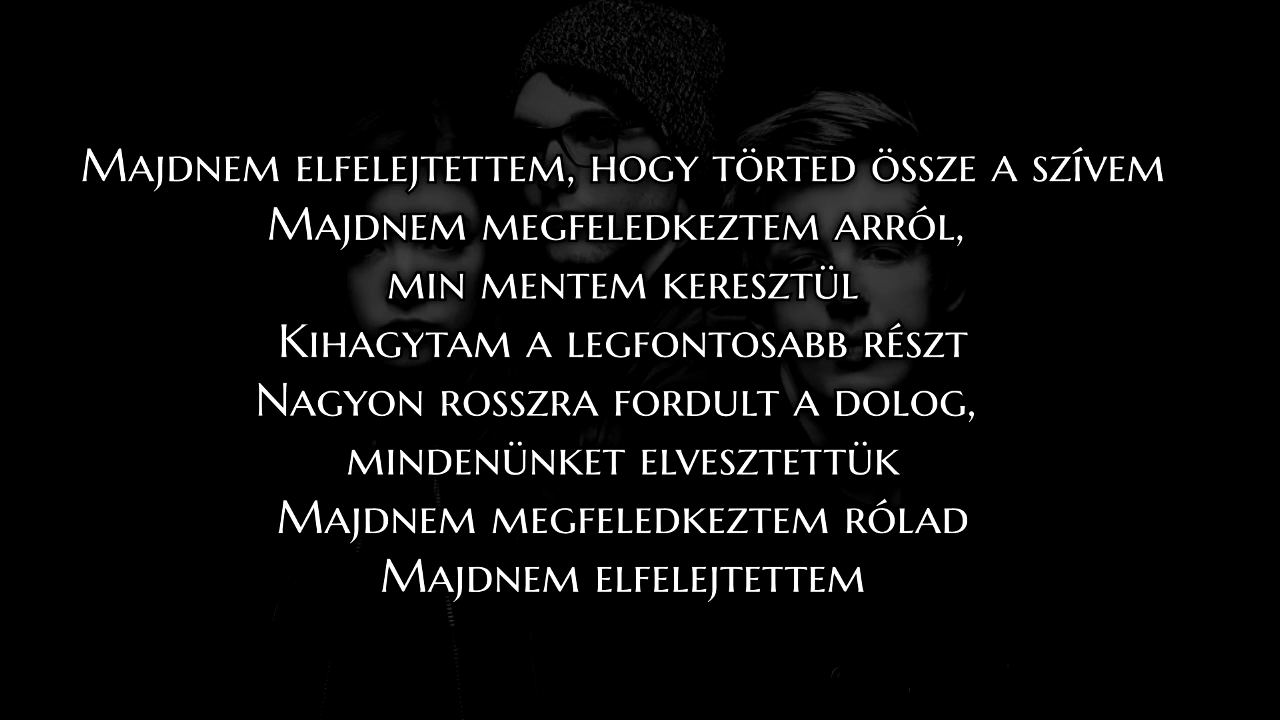 Majdnem elfelejtettem, hogy törted össze a szívem
Majdnem megfeledkeztem arról,
min mentem keresztül
Kihagytam a legfontosabb részt
Nagyon rosszra fordult a dolog,
mindenünket elvesztettük
Majdnem megfeledkeztem rólad
Majdnem elfelejtettem